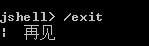 jshell> /exit
|  再见